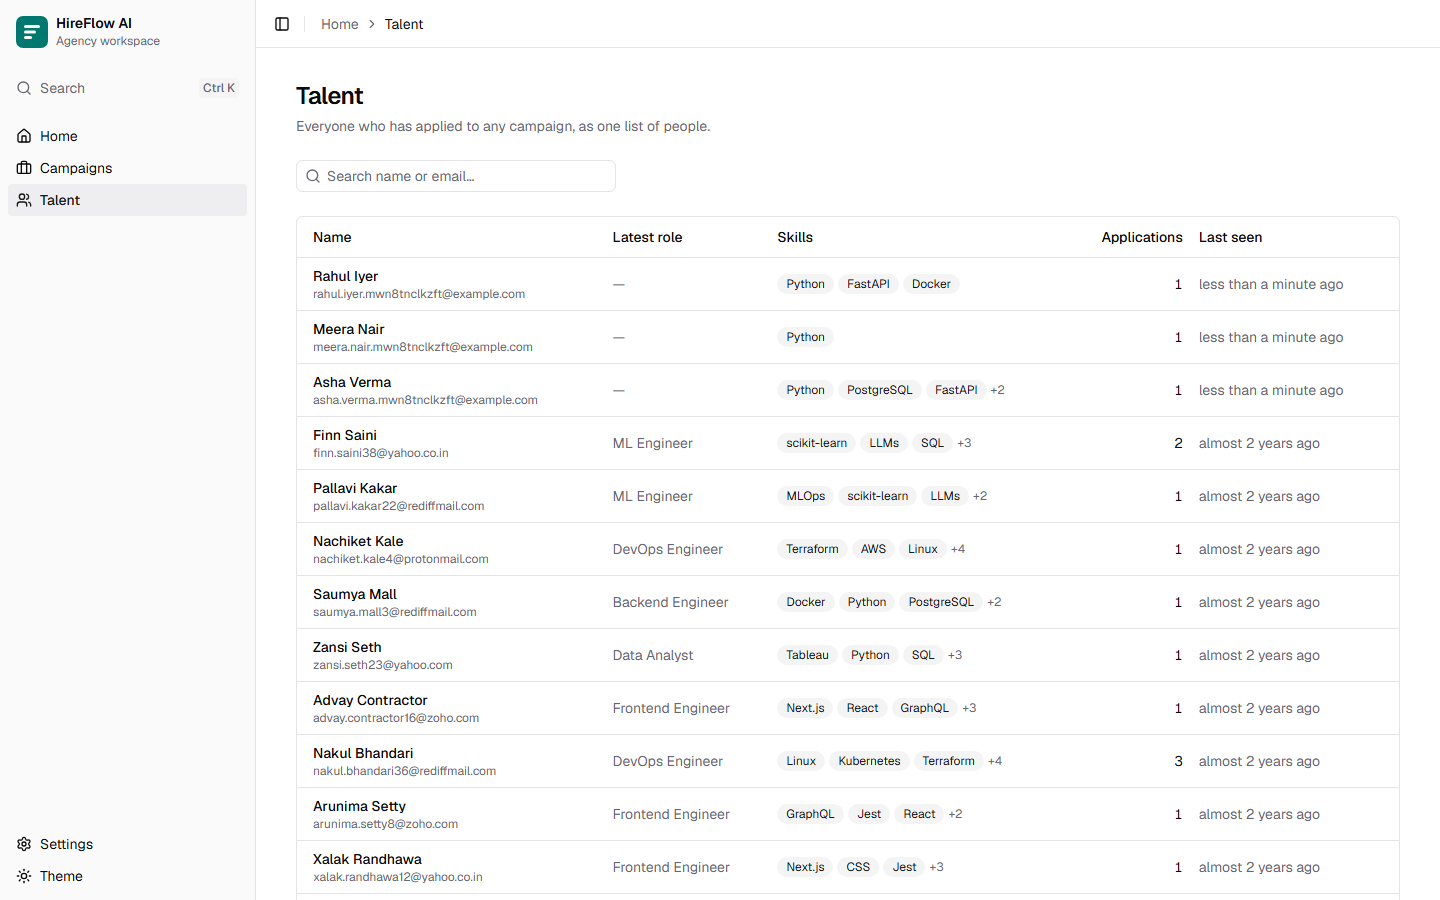 HireFlow AI
Agency workspace
Search Ctrl K
Home
Campaigns
Talent
Settings
Theme
Home > Talent
Talent
Everyone who has applied to any campaign, as one list of people.
Search name or email...
Name Latest role Skills Applications Last seen
Rahul Iyer
rahul.iyer.mwn8tnclkzft@example.com
— Python FastAPI Docker 1 less than a minute ago
Meera Nair
meera.nair.mwn8tnclkzft@example.com
— Python 1 less than a minute ago
Asha Verma
asha.verma.mwn8tnclkzft@example.com
— Python PostgreSQL FastAPI +2 1 less than a minute ago
Finn Saini
finn.saini38@yahoo.co.in
ML Engineer scikit-learn LLMs SQL +3 2 almost 2 years ago
Pallavi Kakar
pallavi.kakar22@rediffmail.com
ML Engineer MLOps scikit-learn LLMs +2 1 almost 2 years ago
Nachiket Kale
nachiket.kale4@protonmail.com
DevOps Engineer Terraform AWS Linux +4 1 almost 2 years ago
Saumya Mall
saumya.mall3@rediffmail.com
Backend Engineer Docker Python PostgreSQL +2 1 almost 2 years ago
Zansi Seth
zansi.seth23@yahoo.com
Data Analyst Tableau Python SQL +3 1 almost 2 years ago
Advay Contractor
advay.contractor16@zoho.com
Frontend Engineer Next.js React GraphQL +3 1 almost 2 years ago
Nakul Bhandari
nakul.bhandari36@rediffmail.com
DevOps Engineer Linux Kubernetes Terraform +4 3 almost 2 years ago
Arunima Setty
arunima.setty8@zoho.com
Frontend Engineer GraphQL Jest React +2 1 almost 2 years ago
Xalak Randhawa
xalak.randhawa12@yahoo.co.in
Frontend Engineer Next.js CSS Jest +3 1 almost 2 years ago